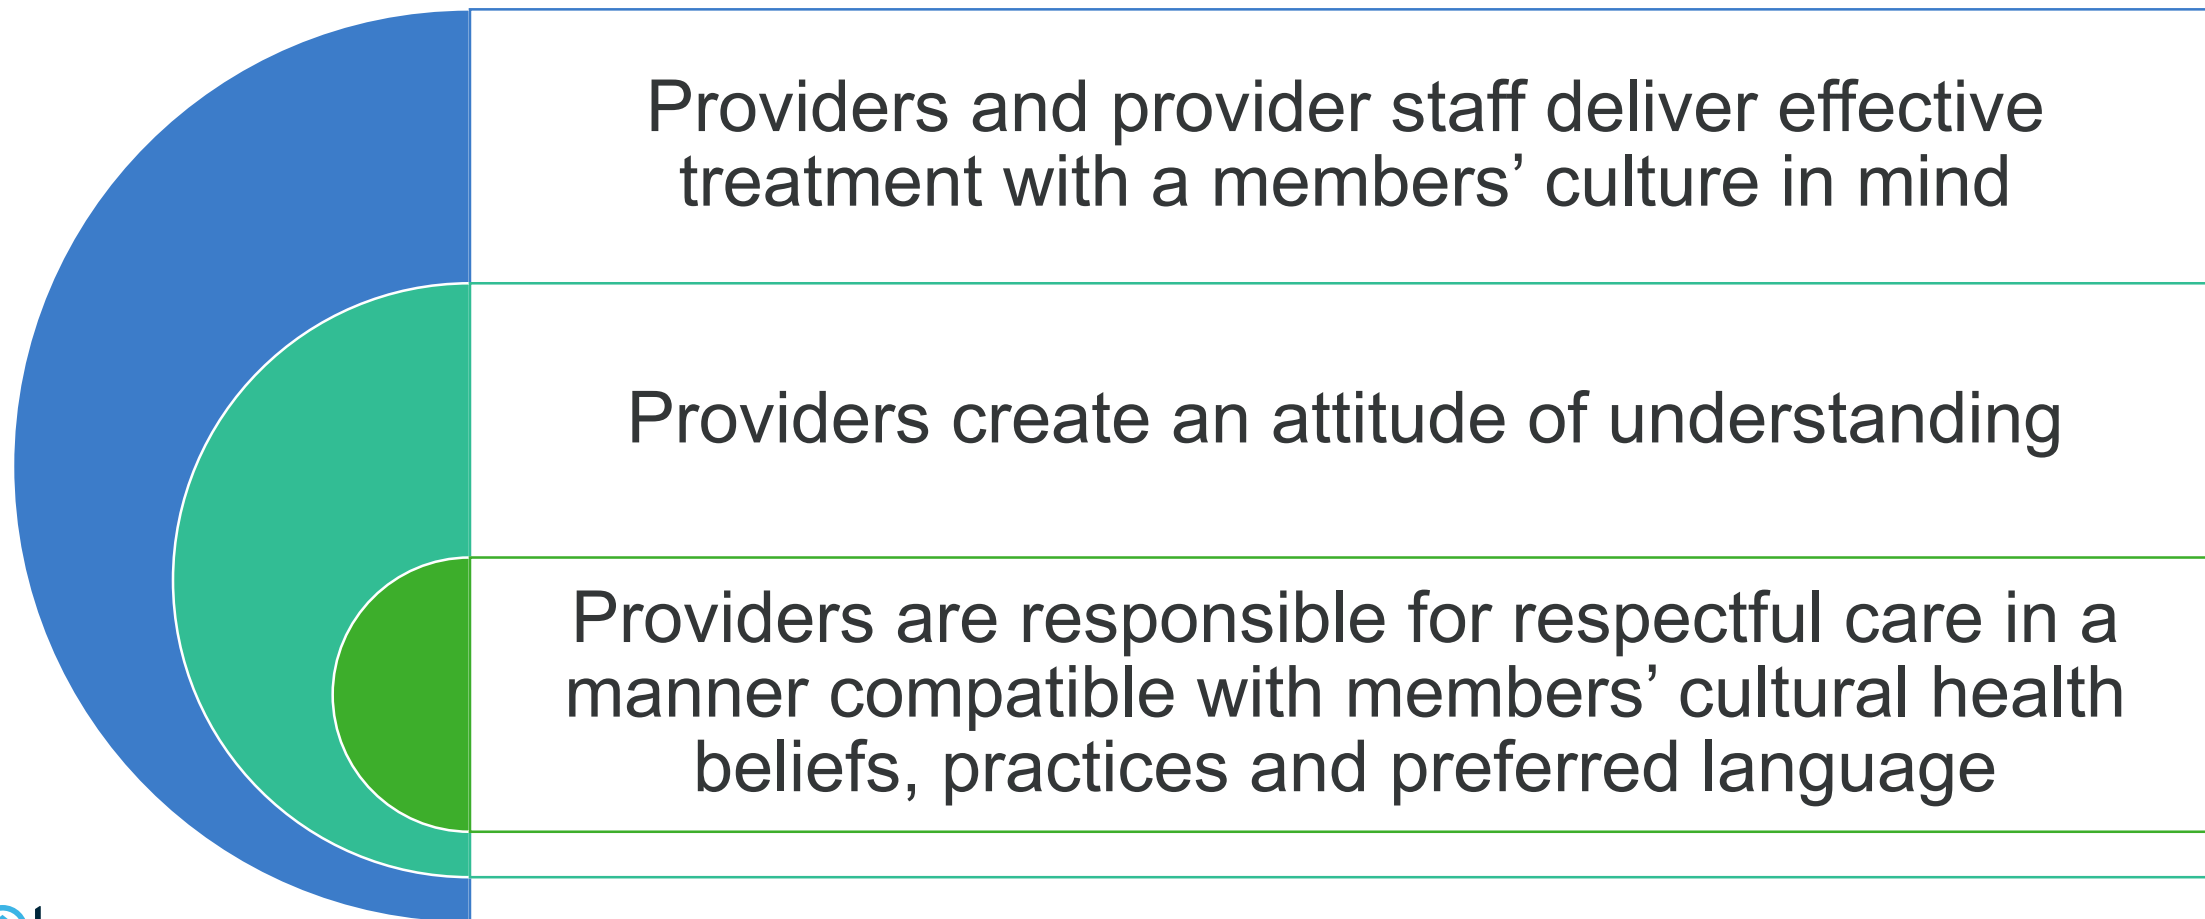 Providers and provider staff deliver effective
treatment with a members’ culture in mind
Providers create an attitude of understanding
Providers are responsible for respectful care in a
manner compatible with members’ cultural health
beliefs, practices and preferred language